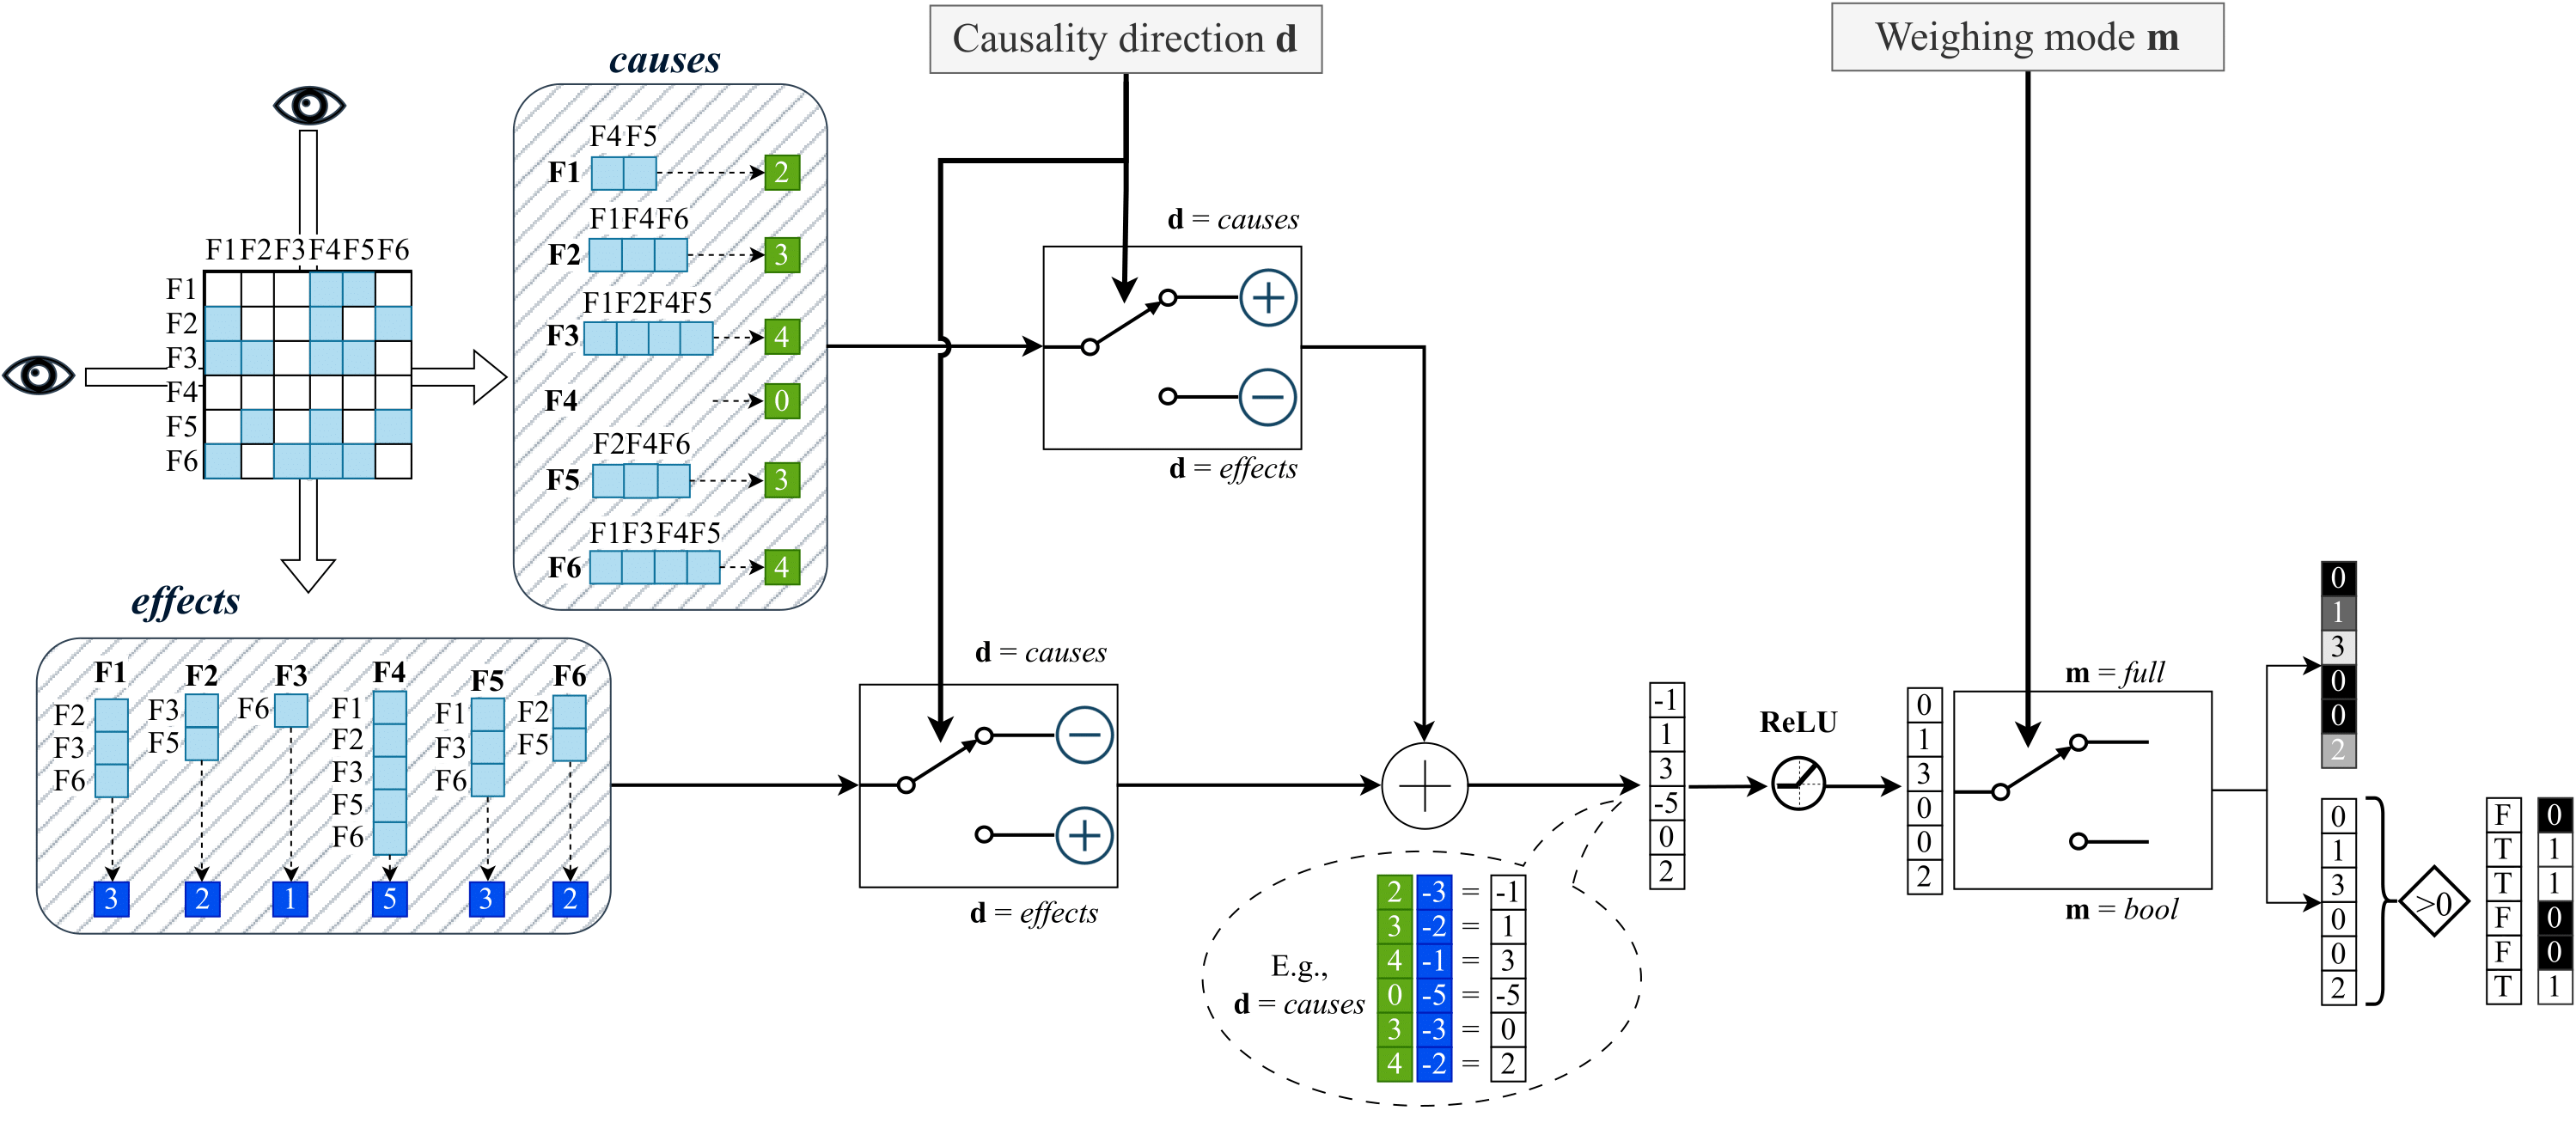 Causality direction d
Weighing mode m
causes
F4F5
F1
2
F1F4F6
F2
3
F1F2F4F5
F3
4
F4
0
F2F4F6
F5
3
F1F3F4F5
F6
4
F1F2F3F4F5F6
F1
F2
F3
F4
F5
F6
effects
F1
F2
F3
F6
3
F2
F3
F5
2
F3
F6
1
F4
F1
F2
F3
F5
F6
5
F5
F1
F3
F6
3
F6
F2
F5
2
d = causes
d = effects
d = causes
d = effects
E.g.,
d = causes
2 -3 = -1
3 -2 = 1
4 -1 = 3
0 -5 = -5
3 -3 = 0
4 -2 = 2
-1
1
3
-5
0
2
ReLU
0
1
3
0
0
2
m = full
m = bool
0
1
3
0
0
2
0
1
3
0
0
2
>0
F 0
T 1
T 1
F 0
F 0
T 1